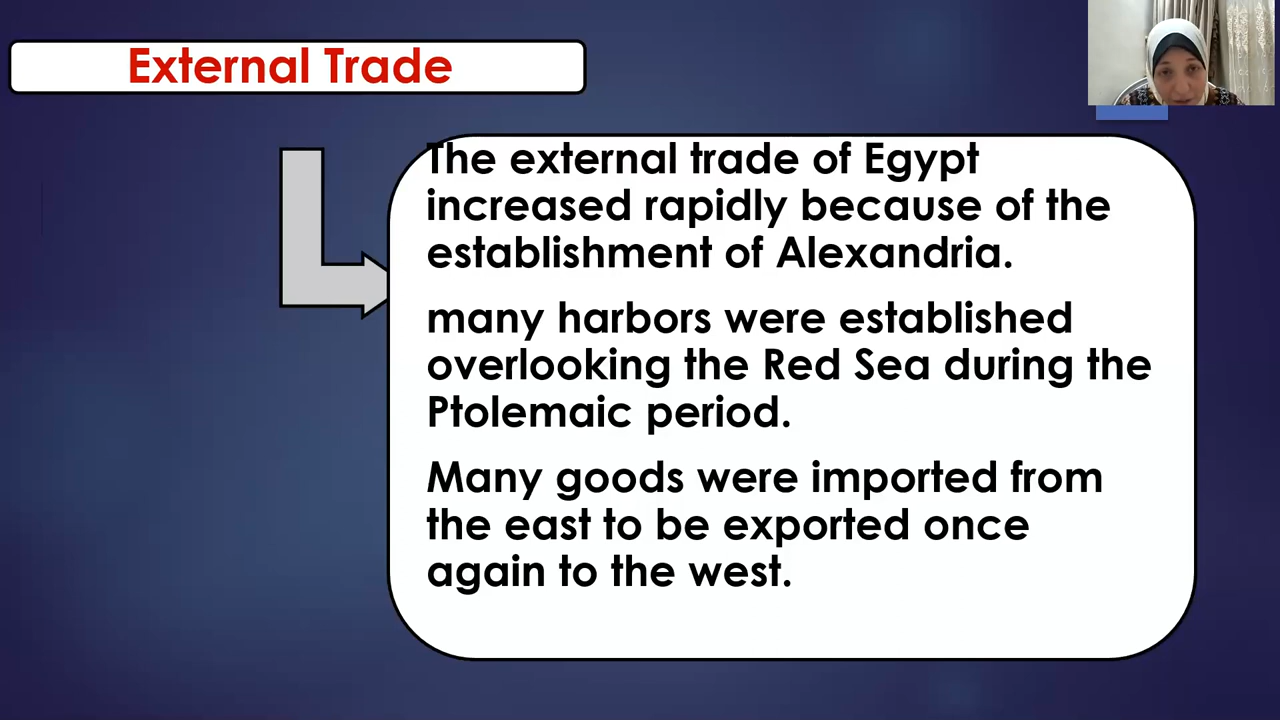 External Trade
The external trade of Egypt
increased rapidly because of the
establishment of Alexandria.
many harbors were established
overlooking the Red Sea during the
Ptolemaic period.
Many goods were imported from
the east to be exported once
again to the west.